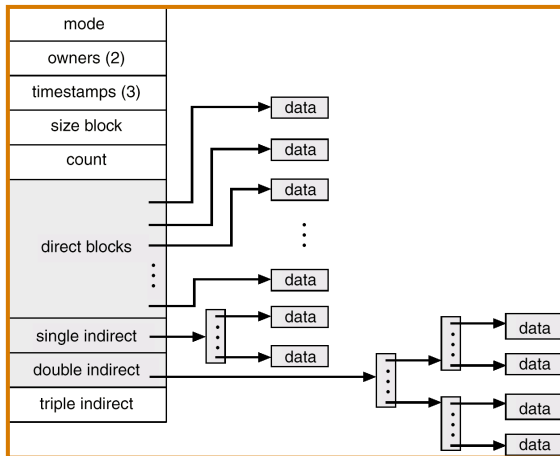 mode
owners (2)
timestamps (3)
size block
count
direct blocks
single indirect
double indirect
triple indirect
data
data
data
data
data
data
data
data
data
data